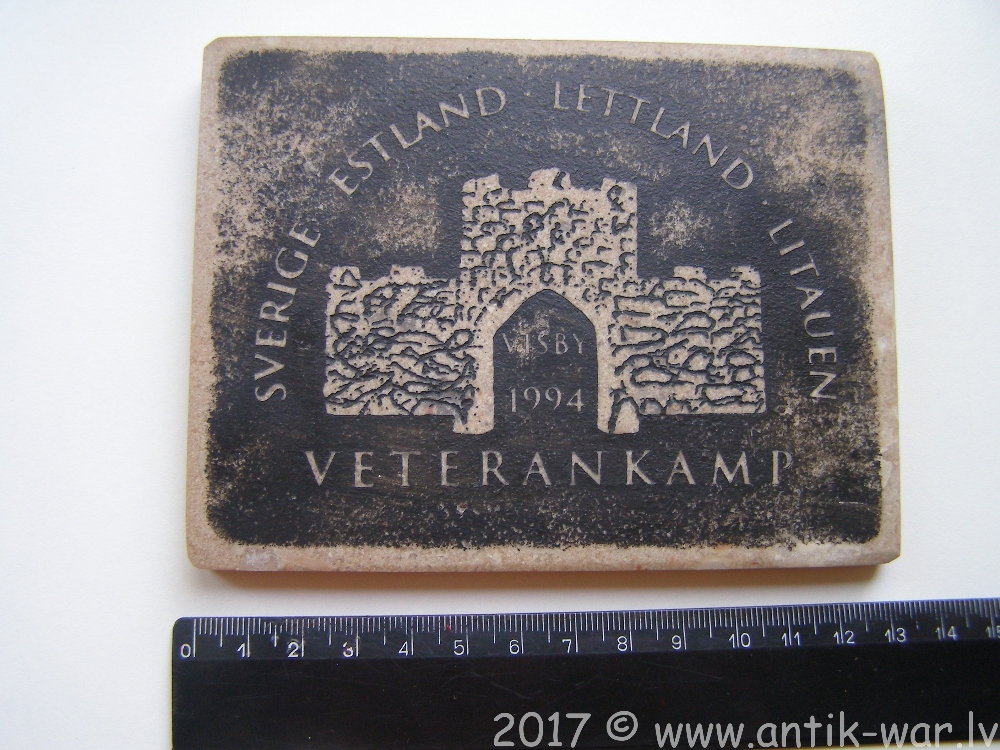 SVERIGE · ESTLAND · LETTLAND · LITAUEN
VISBY
1994
VETERANKAMP
0 1 2 3 4 5 6 7 8 9 10 11 12 13 14 15
2017 © www.antik-war.lv